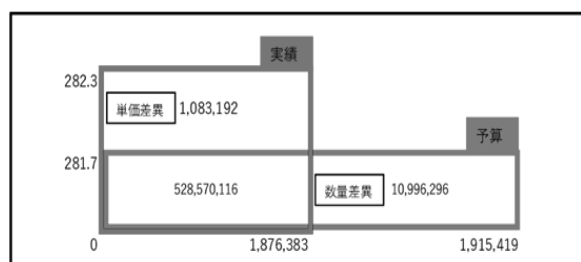 実績
282.3
単価差異 1,083,192
予算
281.7
528,570,116 数量差異 10,996,296
0 1,876,383 1,915,419